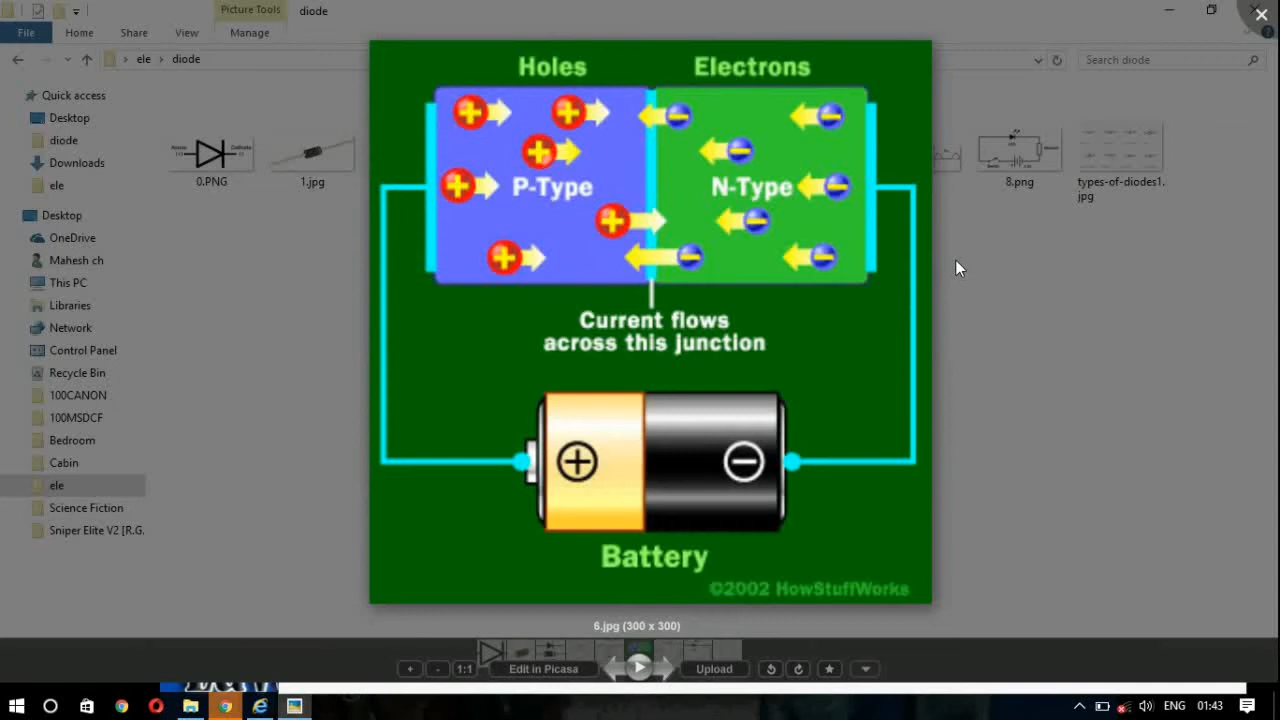 Picture Tools
diode
File
Home
Share
View
Manage
ele
diode
Search diode
Quick access
Desktop
diode
Downloads
ele
Desktop
OneDrive
Mahesh ch
This PC
Libraries
Network
Control Panel
Recycle Bin
100CANON
100MSDCF
Bedroom
Cabin
ele
Science Fiction
Sniper Elite V2 [R.G.
0.PNG
1.jpg
8.png
types-of-diodes1.
jpg
Holes
Electrons
P-Type
N-Type
Current flows
across this junction
Battery
©2002 HowStuffWorks
6.jpg (300 x 300)
+
-
1:1
Edit in Picasa
Upload
ENG
01:43